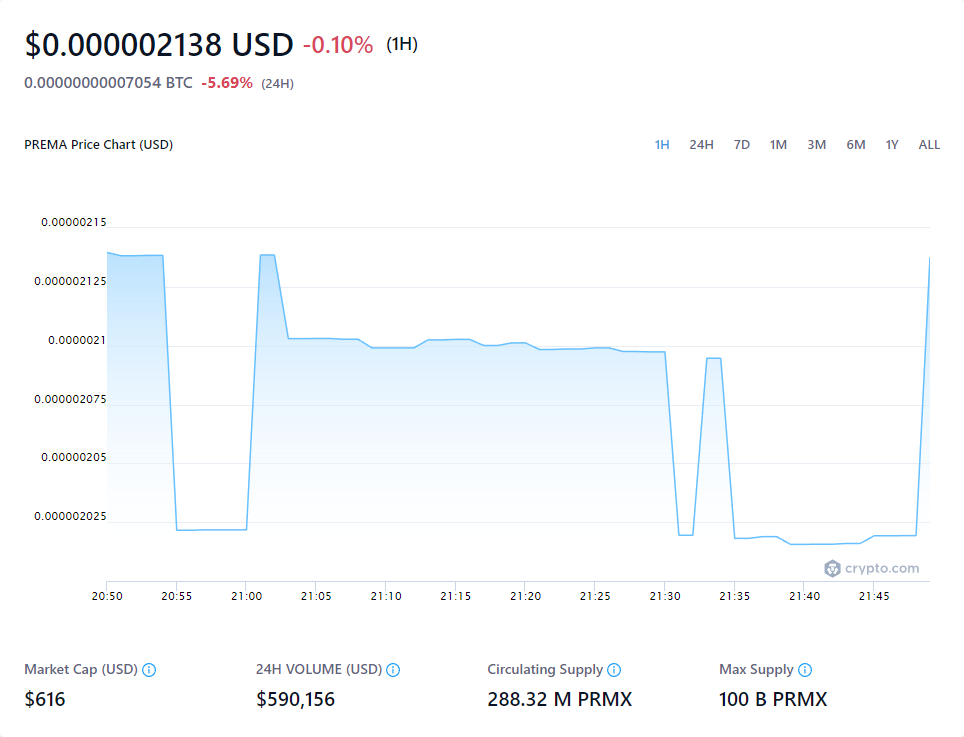 $0.000002138 USD -0.10% (1H)
0.00000000007054 BTC -5.69% (24H)
PREMA Price Chart (USD)
1H 24H 7D 1M 3M 6M 1Y ALL
0.00000215
0.000002125
0.0000021
0.000002075
0.00000205
0.000002025
crypto.com
20:50 20:55 21:00 21:05 21:10 21:15 21:20 21:25 21:30 21:35 21:40 21:45
Market Cap (USD) 24H VOLUME (USD) Circulating Supply Max Supply
$616 $590,156 288.32 M PRMX 100 B PRMX